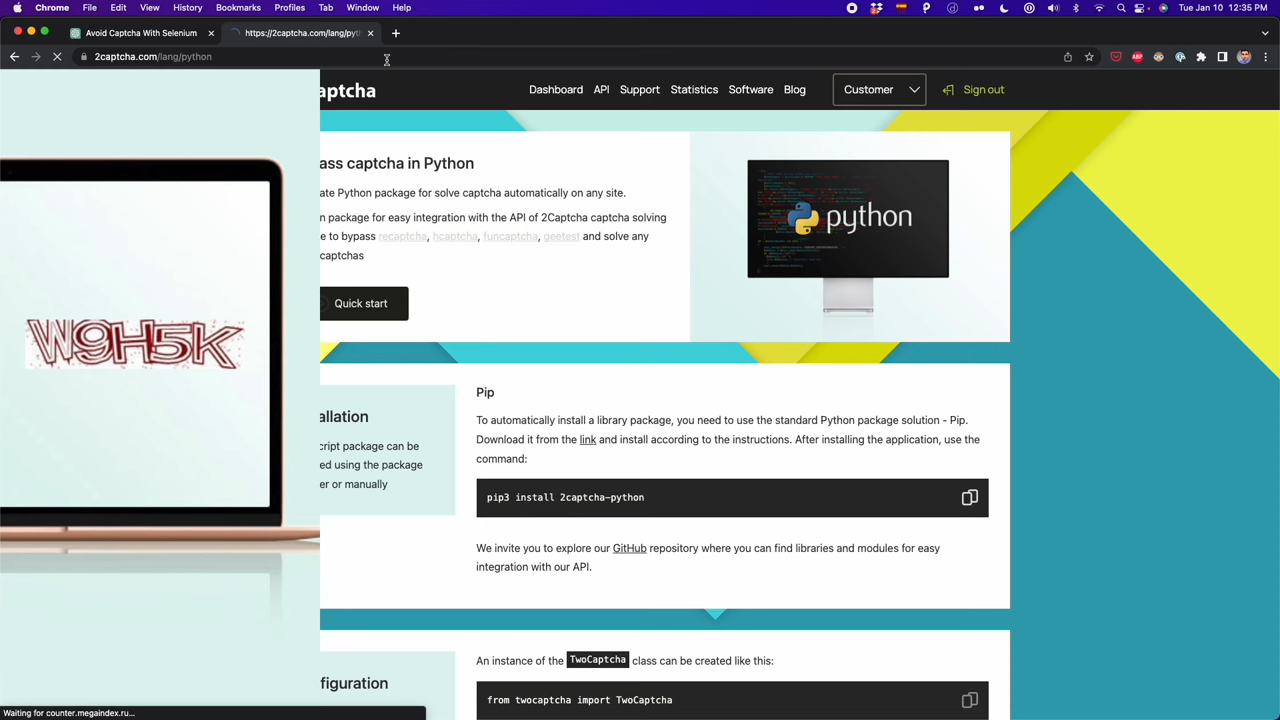 Chrome File Edit View History Bookmarks Profiles Tab Window Help Tue Jan 10 12:35 PM
Avoid Captcha With Selenium https://2captcha.com/lang/pyt
2captcha.com/lang/python
aptcha Dashboard API Support Statistics Software Blog Customer Sign out
ass captcha in Python
ate Python package for solve captcha automatically on any site.
n package for easy integration with the API of 2Captcha captcha solving
e to bypass recaptcha, hcaptcha, funcaptcha, geetest and solve any
captchas
Quick start
python
W9H5K
Pip
To automatically install a library package, you need to use the standard Python package solution - Pip.
Download it from the link and install according to the instructions. After installing the application, use the
command:
pip3 install 2captcha-python
We invite you to explore our GitHub repository where you can find libraries and modules for easy
integration with our API.
tallation
cript package can be
ed using the package
er or manually
An instance of the TwoCaptcha class can be created like this:
from twocaptcha import TwoCaptcha
figuration
Waiting for counter.megaindex.ru...